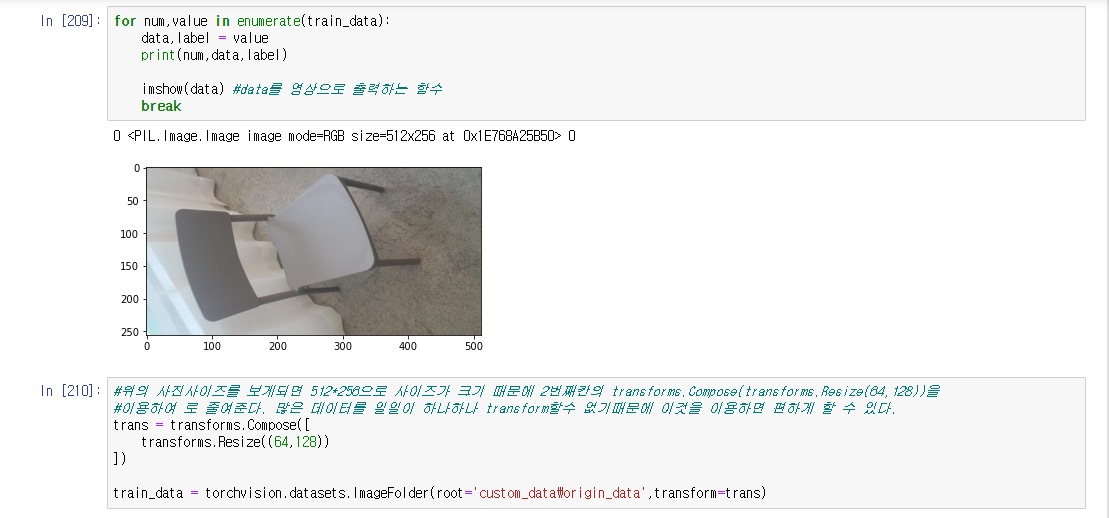 In [209]: for num,value in enumerate(train_data):
data,label = value
print(num,data,label)
imshow(data) #data를 영상으로 출력하는 함수
break
0 <PIL.Image.Image image mode=RGB size=512x256 at 0x1E768A25B50> 0
0
50
100
150
200
250
0 100 200 300 400 500
In [210]: #위의 사진사이즈를 보게되면 512*256으로 사이즈가 크기 때문에 2번째칸의 transforms.Compose(transforms.Resize(64,128))을
#이용하여 로 줄여준다. 많은 데이터를 일일이 하나하나 transform할수 없기때문에 이것을 이용하면 편하게 할 수 있다.
trans = transforms.Compose([
transforms.Resize((64,128))
])
train_data = torchvision.datasets.ImageFolder(root='custom_data₩origin_data',transform=trans)